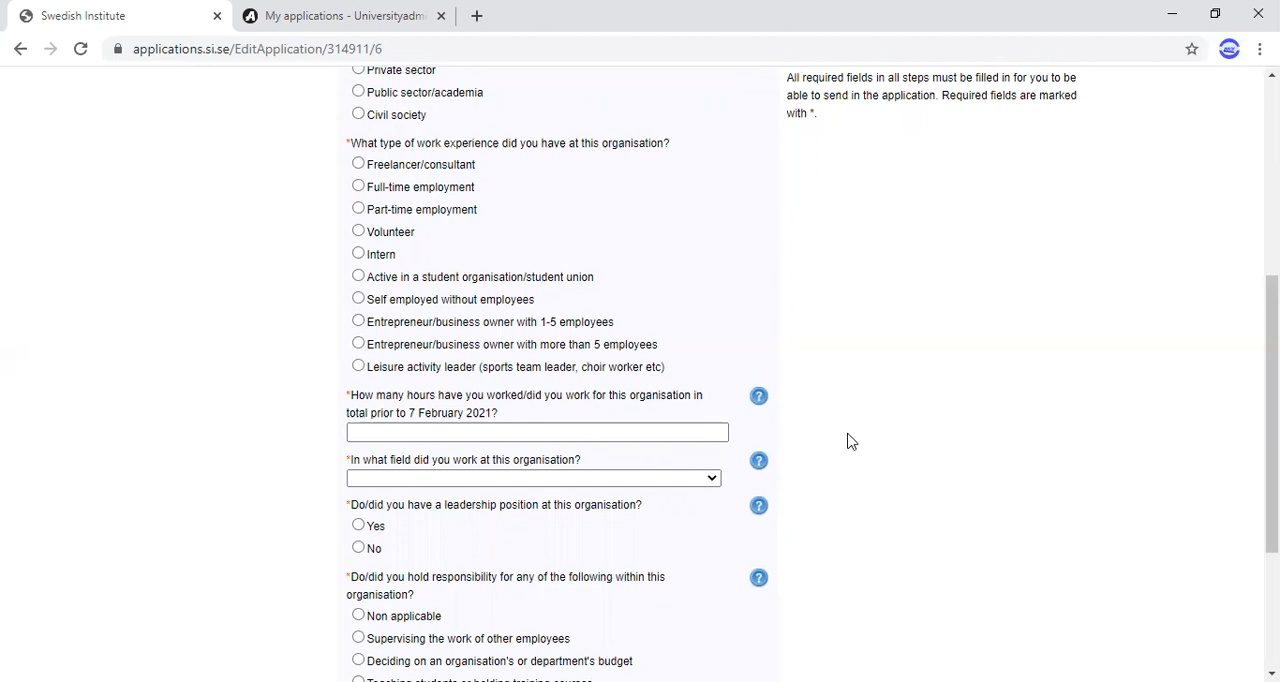 Swedish Institute
My applications - Universityadm
applications.si.se/EditApplication/314911/6
Private sector
Public sector/academia
Civil society
All required fields in all steps must be filled in for you to be
able to send in the application. Required fields are marked
with *.
*What type of work experience did you have at this organisation?
Freelancer/consultant
Full-time employment
Part-time employment
Volunteer
Intern
Active in a student organisation/student union
Self employed without employees
Entrepreneur/business owner with 1-5 employees
Entrepreneur/business owner with more than 5 employees
Leisure activity leader (sports team leader, choir worker etc)
*How many hours have you worked/did you work for this organisation in
total prior to 7 February 2021?
*In what field did you work at this organisation?
*Do/did you have a leadership position at this organisation?
Yes
No
*Do/did you hold responsibility for any of the following within this
organisation?
Non applicable
Supervising the work of other employees
Deciding on an organisation's or department's budget
Teaching students or holding training courses